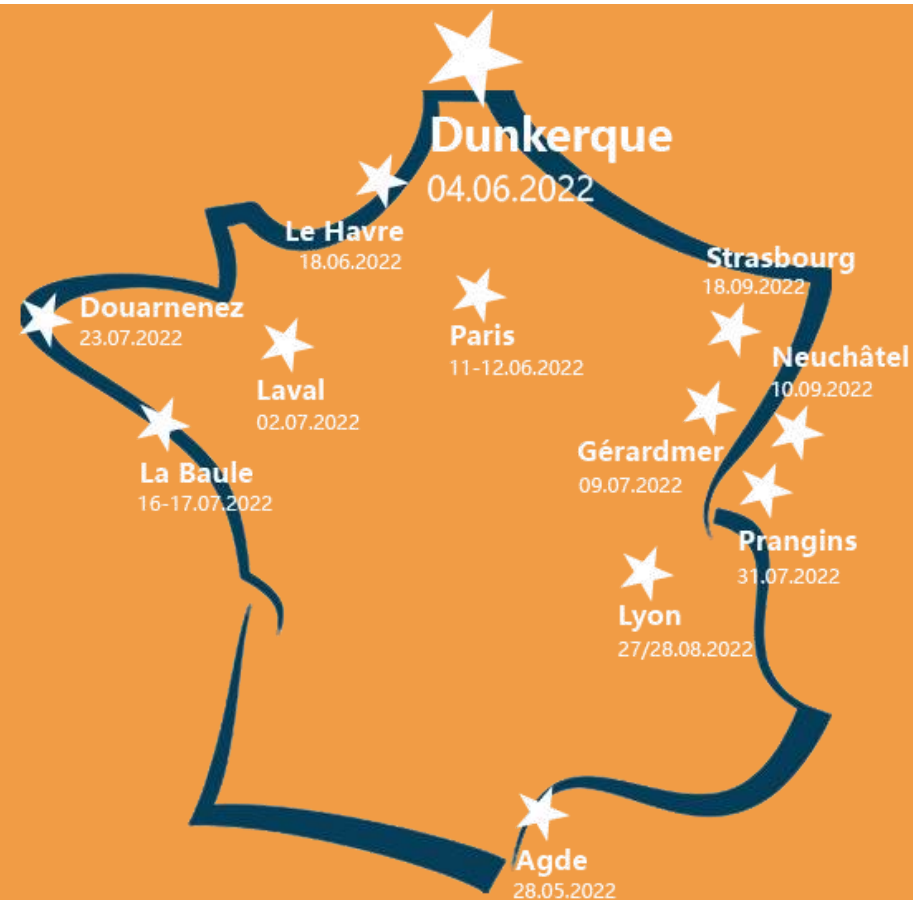 Dunkerque
04.06.2022
Le Havre
18.06.2022
Strasbourg
18.09.2022
Douarnenez
23.07.2022
Paris
11-12.06.2022
Neuchâtel
10.09.2022
Laval
02.07.2022
Gérardmer
09.07.2022
La Baule
16-17.07.2022
Prangins
31.07.2022
Lyon
27/28.08.2022
Agde
28.05.2022